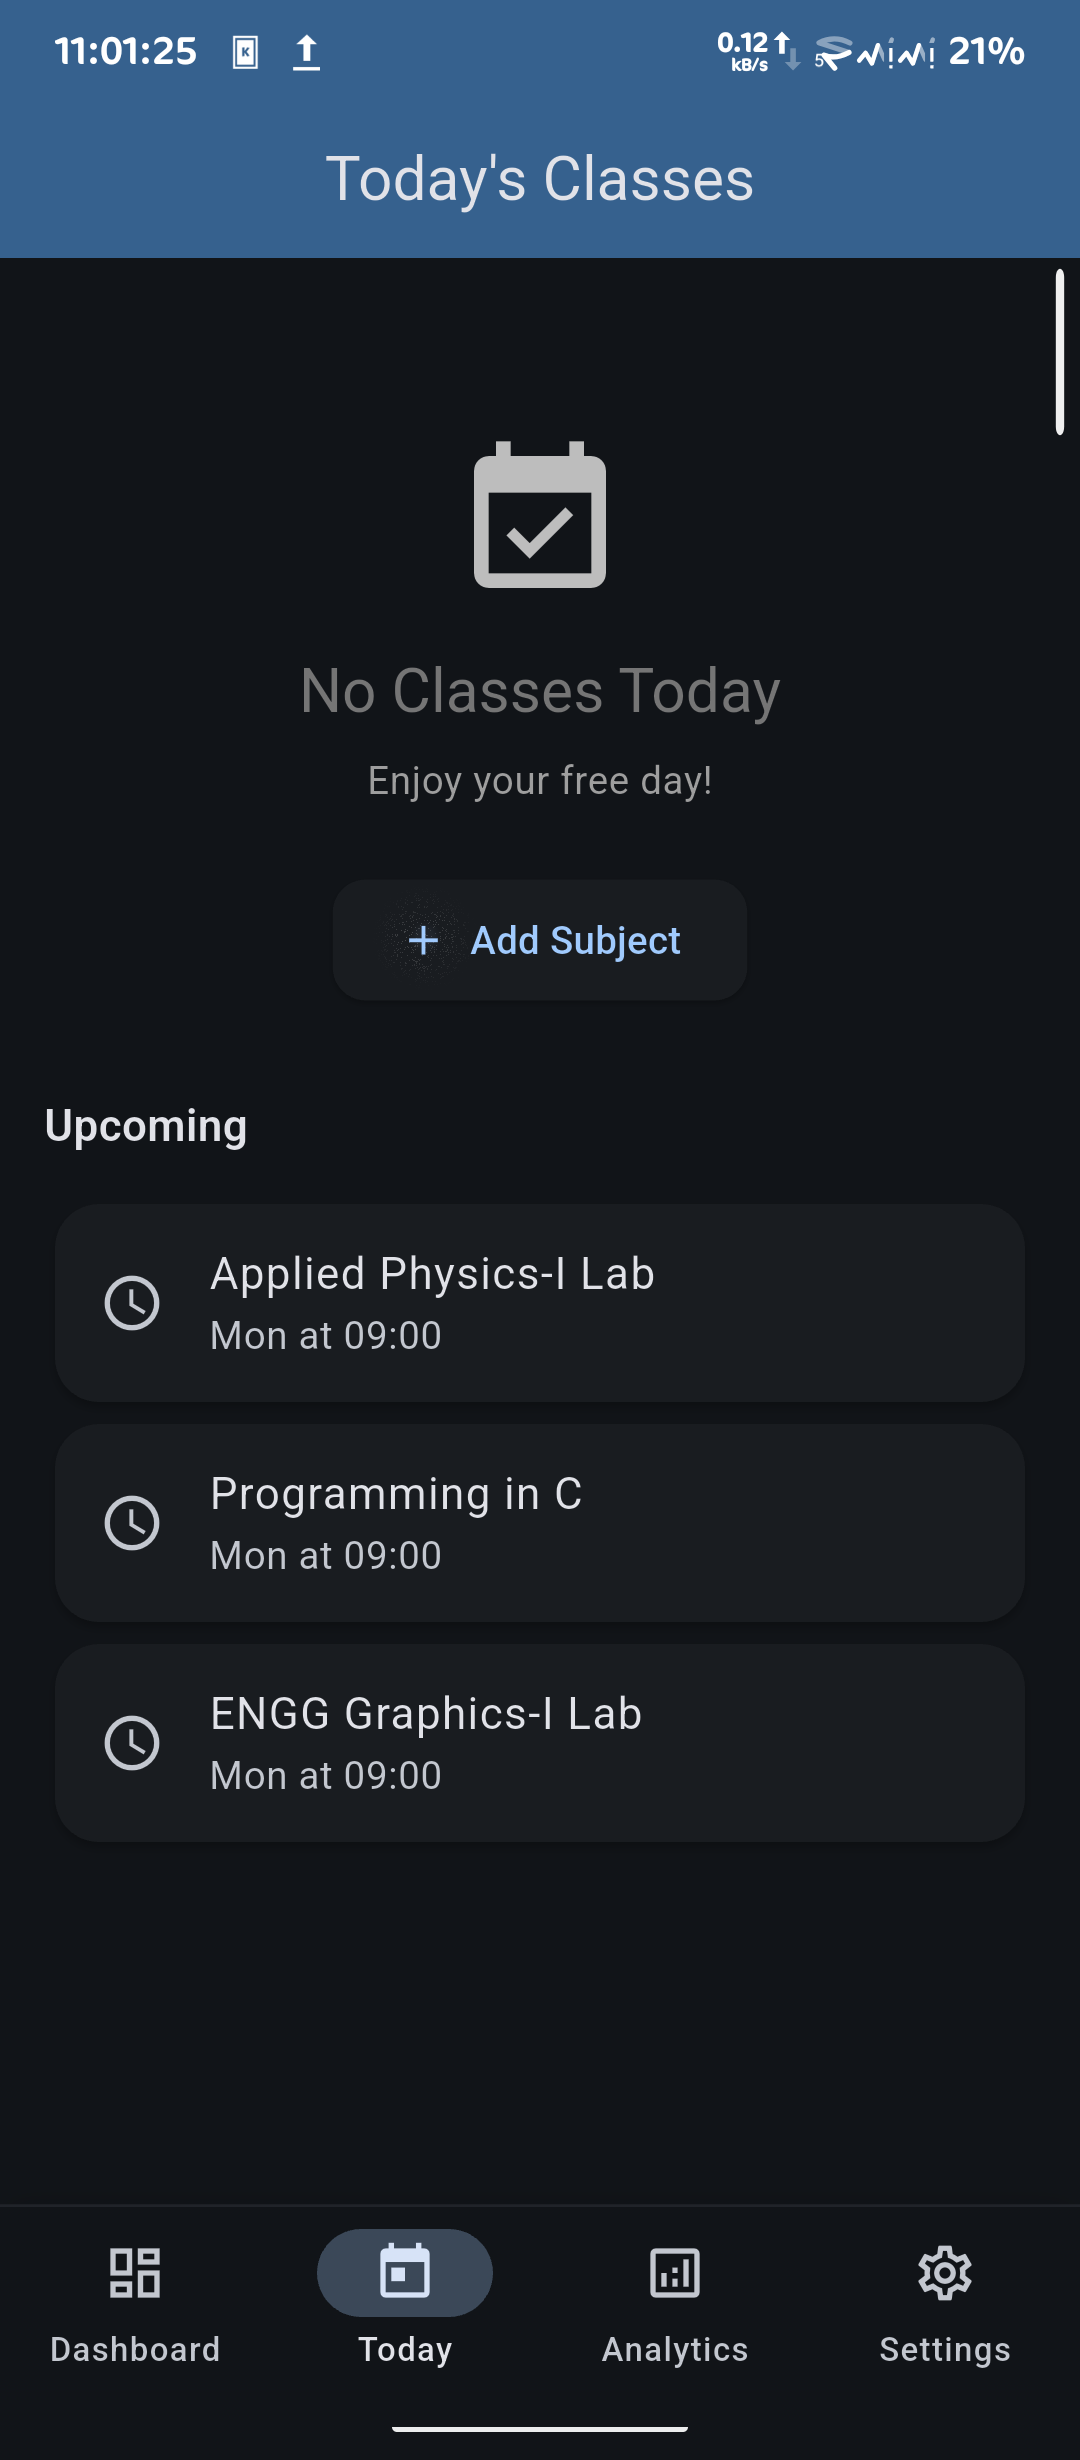 11:01:25
K
0.12
kB/s
5
21%
Today's Classes
No Classes Today
Enjoy your free day!
+ Add Subject
Upcoming
Applied Physics-I Lab
Mon at 09:00
Programming in C
Mon at 09:00
ENGG Graphics-I Lab
Mon at 09:00
Dashboard
Today
Analytics
Settings